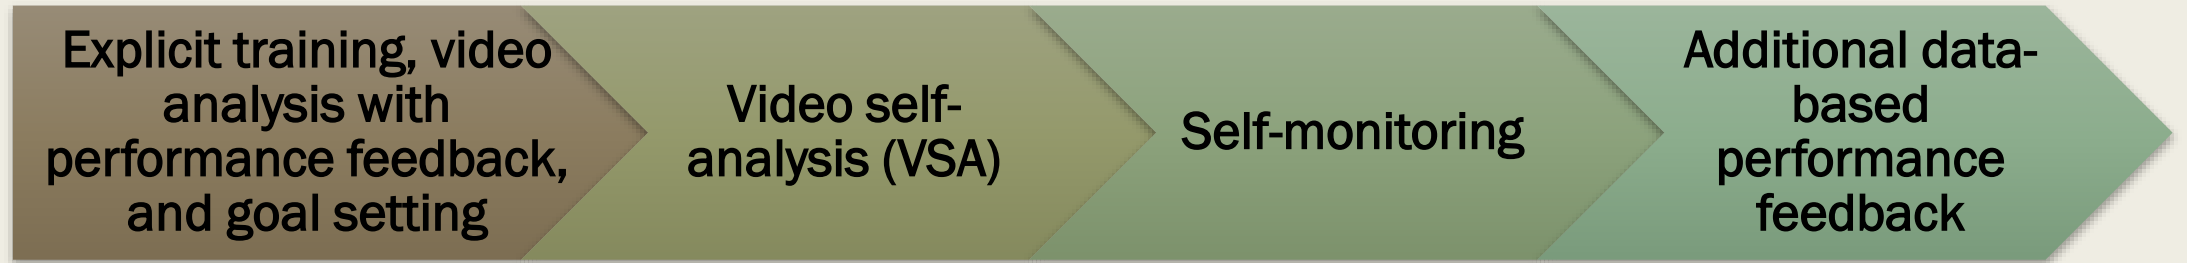 Explicit training, video
analysis with
performance feedback,
and goal setting
Video self-
analysis (VSA)
Self-monitoring
Additional data-
based
performance
feedback